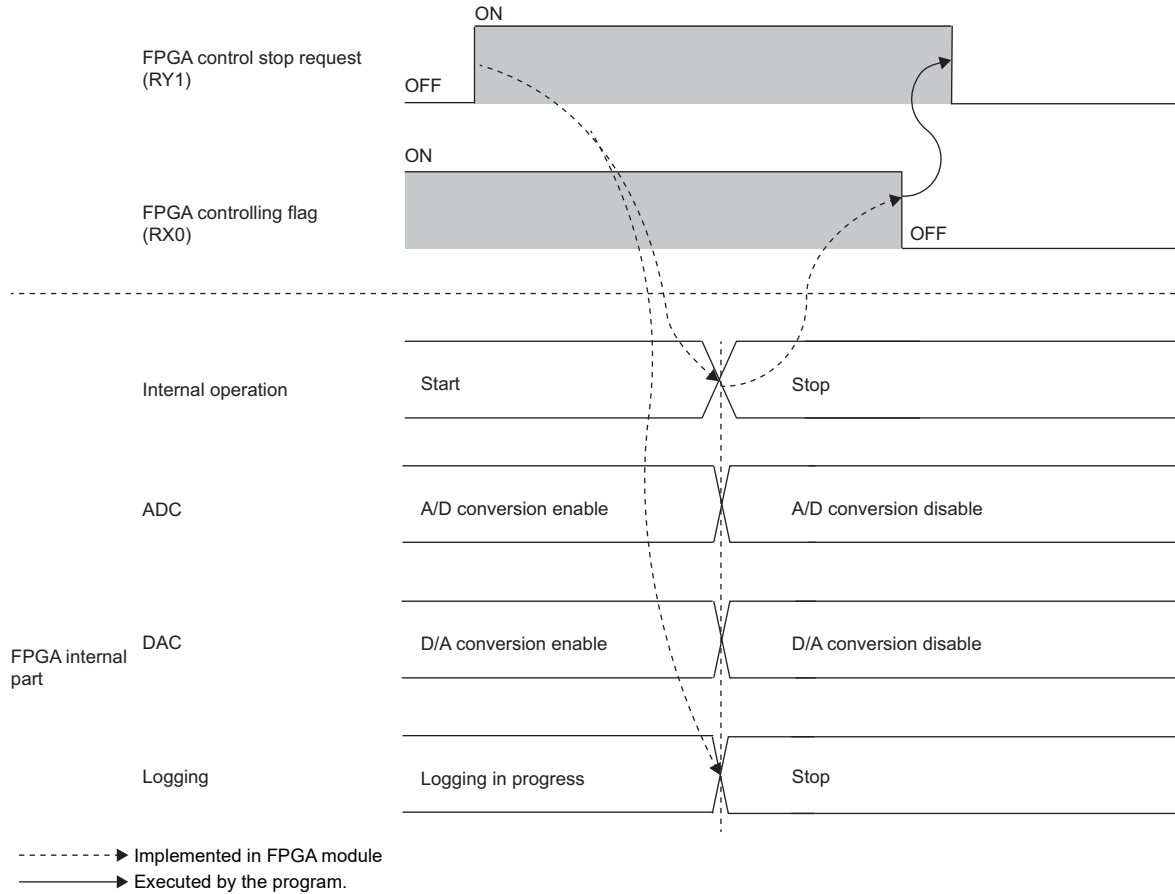 ON
FPGA control stop request
(RY1)
OFF
ON
FPGA controlling flag
(RX0)
OFF
Internal operation
Start
Stop
ADC
A/D conversion enable
A/D conversion disable
FPGA internal
part
DAC
D/A conversion enable
D/A conversion disable
Logging
Logging in progress
Stop
Implemented in FPGA module
Executed by the program.